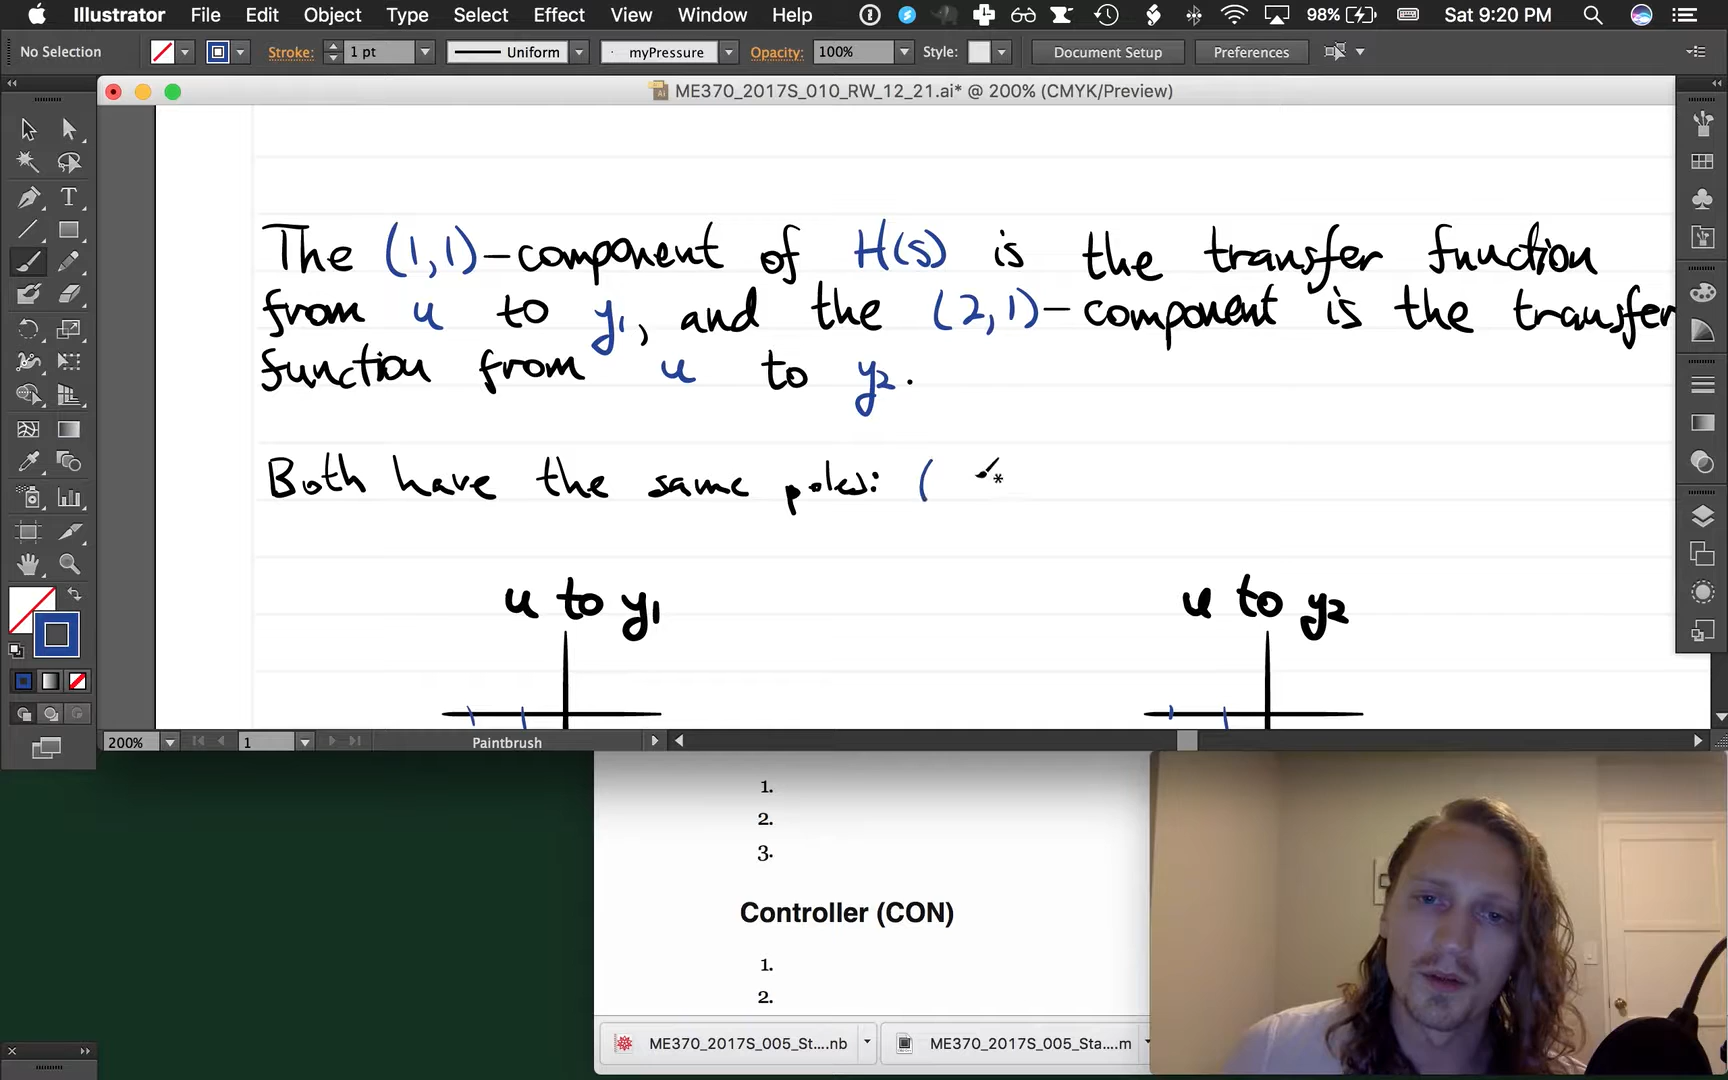 Illustrator File Edit Object Type Select Effect View Window Help 98% Sat 9:20 PM
No Selection Stroke: 1 pt Uniform myPressure Opacity: 100% Style: Document Setup Preferences
ME370_2017S_010_RW_12_21.ai* @ 200% (CMYK/Preview)
The (1,1)-component of H(s) is the transfer function
from u to y1, and the (2,1)-component is the transfer
function from u to y2.
Both have the same poles: (
u to y1
u to y2
200% 1 Paintbrush
1.
2.
3.
Controller (CON)
1.
2.
ME370_2017S_005_St....nb ME370_2017S_005_Sta....m